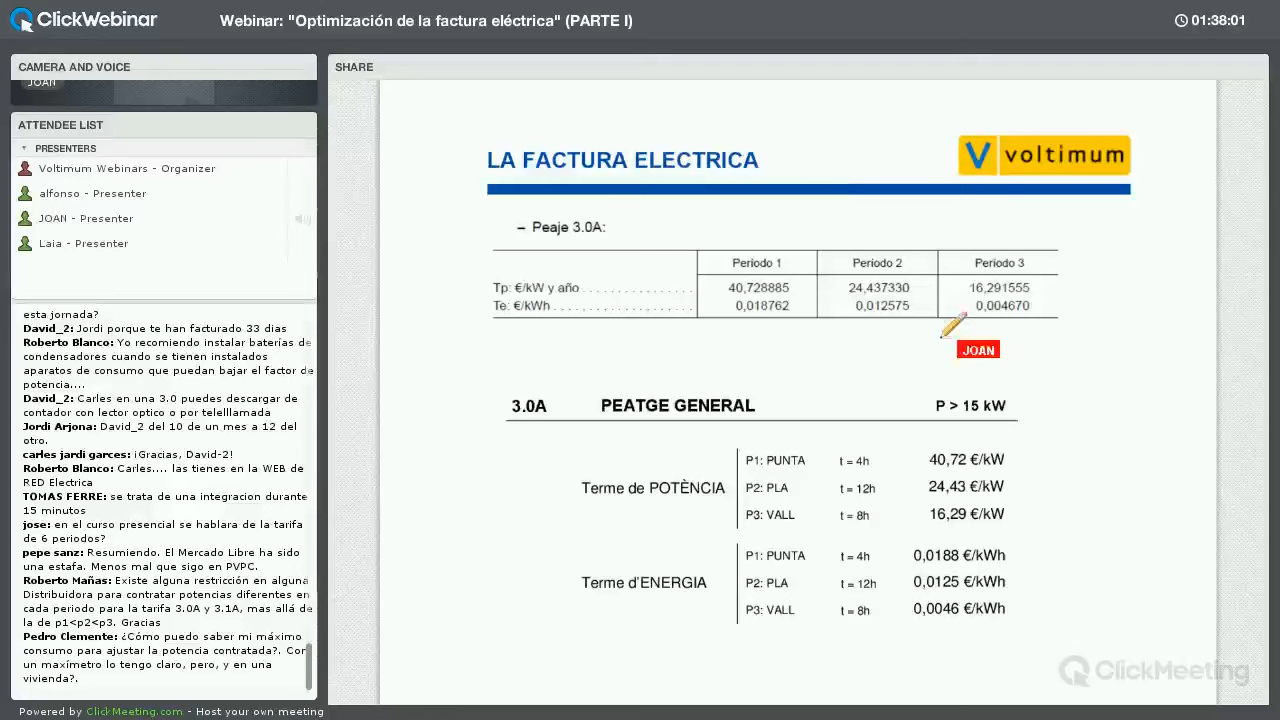 ClickWebinar
Webinar: "Optimización de la factura eléctrica" (PARTE I)
01:38:01
CAMERA AND VOICE
JOAN
ATTENDEE LIST
PRESENTERS
Voltimum Webinars - Organizer
alfonso - Presenter
JOAN - Presenter
Laia - Presenter
esta jornada?
David_2: Jordi porque te han facturado 33 dias
Roberto Blanco: Yo recomiendo instalar baterías de
condensadores cuando se tienen instalados
aparatos de consumo que puedan bajar el factor de
potencia....
David_2: Carles en una 3.0 puedes descargar de
contador con lector optico o por telelllamada
Jordi Arjona: David_2 del 10 de un mes a 12 del
otro.
carles jardi garces: ¡Gracias, David-2!
Roberto Blanco: Carles.... las tienes en la WEB de
RED Electrica
TOMAS FERRE: se trata de una integracion durante
15 minutos
jose: en el curso presencial se hablara de la tarifa
de 6 periodos?
pepe sanz: Resumiendo. El Mercado Libre ha sido
una estafa. Menos mal que sigo en PVPC.
Roberto Mañas: Existe alguna restricción en alguna
Distribuidora para contratar potencias diferentes en
cada periodo para la tarifa 3.0A y 3.1A, mas allá de
la de p1<p2<p3. Gracias
Pedro Clemente: ¿Cómo puedo saber mi máximo
consumo para ajustar la potencia contratada?. Con
un maxímetro lo tengo claro, pero, y en una
vivienda?.
Powered by ClickMeeting.com - Host your own meeting
SHARE
LA FACTURA ELECTRICA
voltimum
– Peaje 3.0A:
Período 1 Período 2 Período 3
Tp: €/kW y año . . . . . . . . . . . . . . . . 40,728885 24,437330 16,291555
Te: €/kWh . . . . . . . . . . . . . . . . . . . . 0,018762 0,012575 0,004670
JOAN
3.0A PEATGE GENERAL P > 15 kW
P1: PUNTA t = 4h 40,72 €/kW
Terme de POTÈNCIA P2: PLA t = 12h 24,43 €/kW
P3: VALL t = 8h 16,29 €/kW
P1: PUNTA t = 4h 0,0188 €/kWh
Terme d'ENERGIA P2: PLA t = 12h 0,0125 €/kWh
P3: VALL t = 8h 0,0046 €/kWh
ClickMeeting